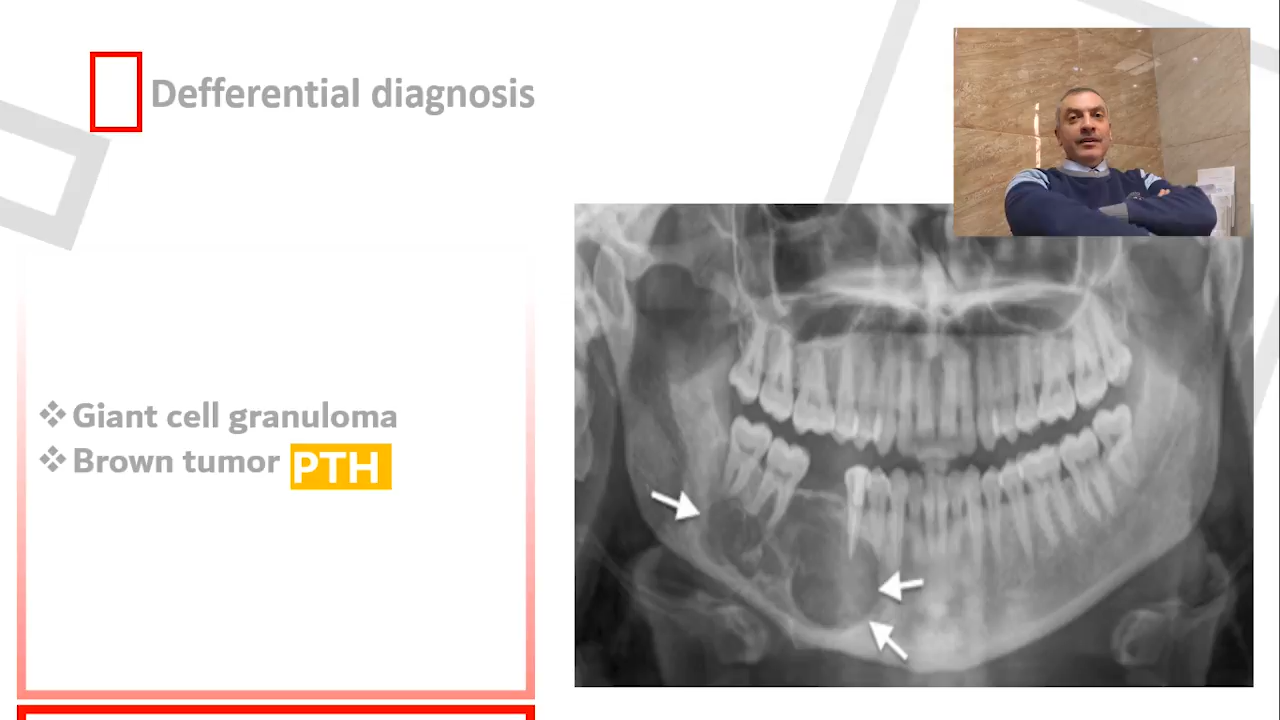 Defferential diagnosis
❖ Giant cell granuloma
❖ Brown tumor PTH